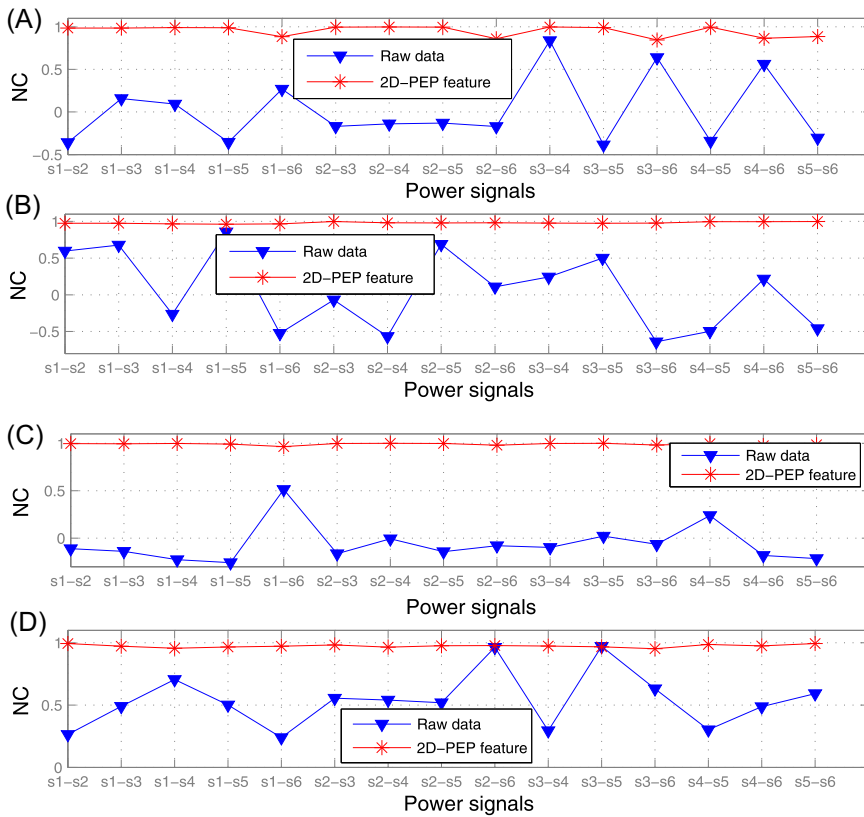 (A)
1
0.5
0
−0.5
NC
Raw data
2D−PEP feature
s1−s2 s1−s3 s1−s4 s1−s5 s1−s6 s2−s3 s2−s4 s2−s5 s2−s6 s3−s4 s3−s5 s3−s6 s4−s5 s4−s6 s5−s6
Power signals
(B)
1
0.5
0
−0.5
NC
Raw data
2D−PEP feature
s1−s2 s1−s3 s1−s4 s1−s5 s1−s6 s2−s3 s2−s4 s2−s5 s2−s6 s3−s4 s3−s5 s3−s6 s4−s5 s4−s6 s5−s6
Power signals
(C)
1
0.5
0
NC
Raw data
2D−PEP feature
s1−s2 s1−s3 s1−s4 s1−s5 s1−s6 s2−s3 s2−s4 s2−s5 s2−s6 s3−s4 s3−s5 s3−s6 s4−s5 s4−s6 s5−s6
Power signals
(D)
1
0.5
0
NC
Raw data
2D−PEP feature
s1−s2 s1−s3 s1−s4 s1−s5 s1−s6 s2−s3 s2−s4 s2−s5 s2−s6 s3−s4 s3−s5 s3−s6 s4−s5 s4−s6 s5−s6
Power signals